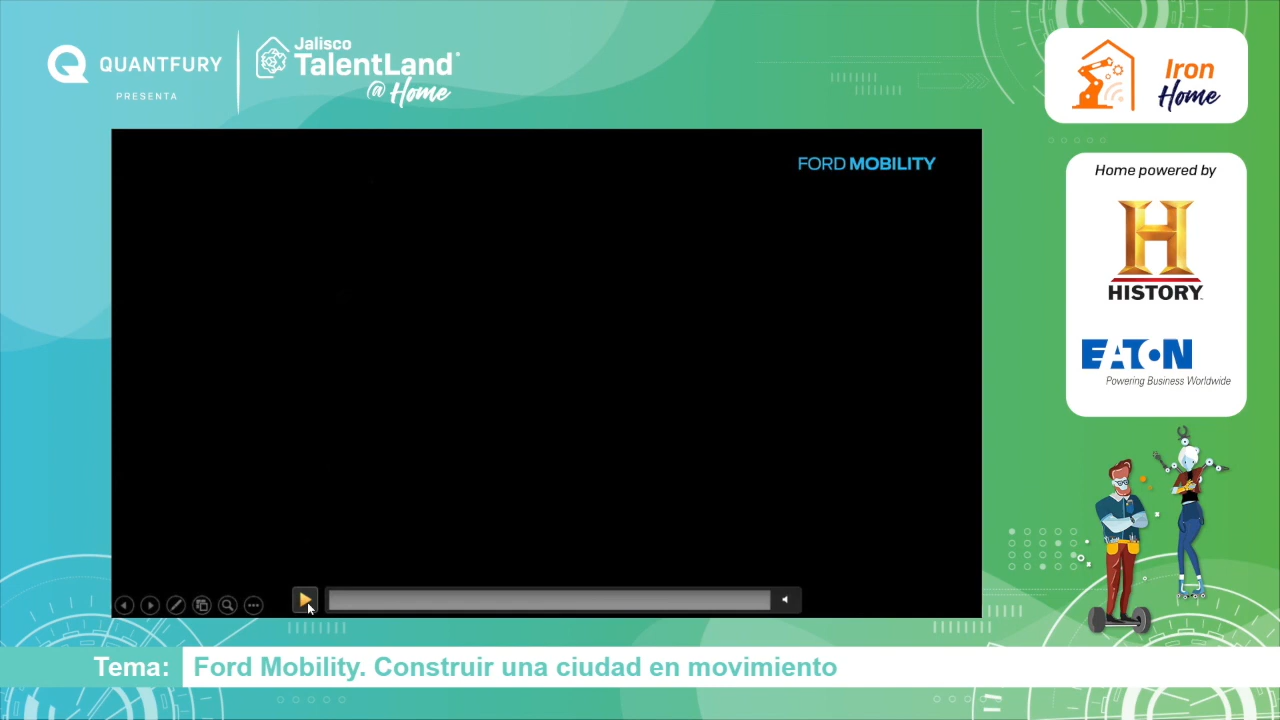 QUANTFURY
PRESENTA
Jalisco
TalentLand
@ Home
Iron
Home
FORD MOBILITY
Home powered by
H
HISTORY
EATON
Powering Business Worldwide
Tema: Ford Mobility. Construir una ciudad en movimiento